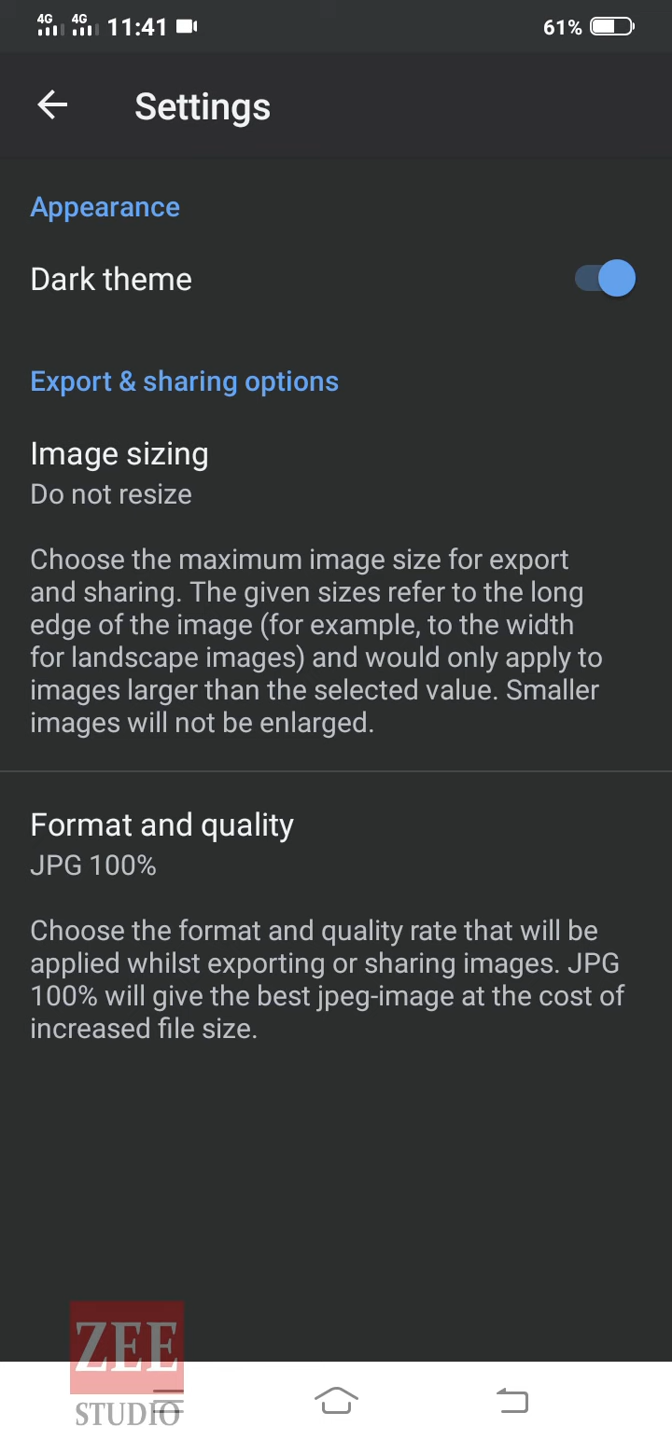 4G 4G 11:41 61%
Settings
Appearance
Dark theme
Export & sharing options
Image sizing
Do not resize
Choose the maximum image size for export
and sharing. The given sizes refer to the long
edge of the image (for example, to the width
for landscape images) and would only apply to
images larger than the selected value. Smaller
images will not be enlarged.
Format and quality
JPG 100%
Choose the format and quality rate that will be
applied whilst exporting or sharing images. JPG
100% will give the best jpeg-image at the cost of
increased file size.
ZEE
STUDIO